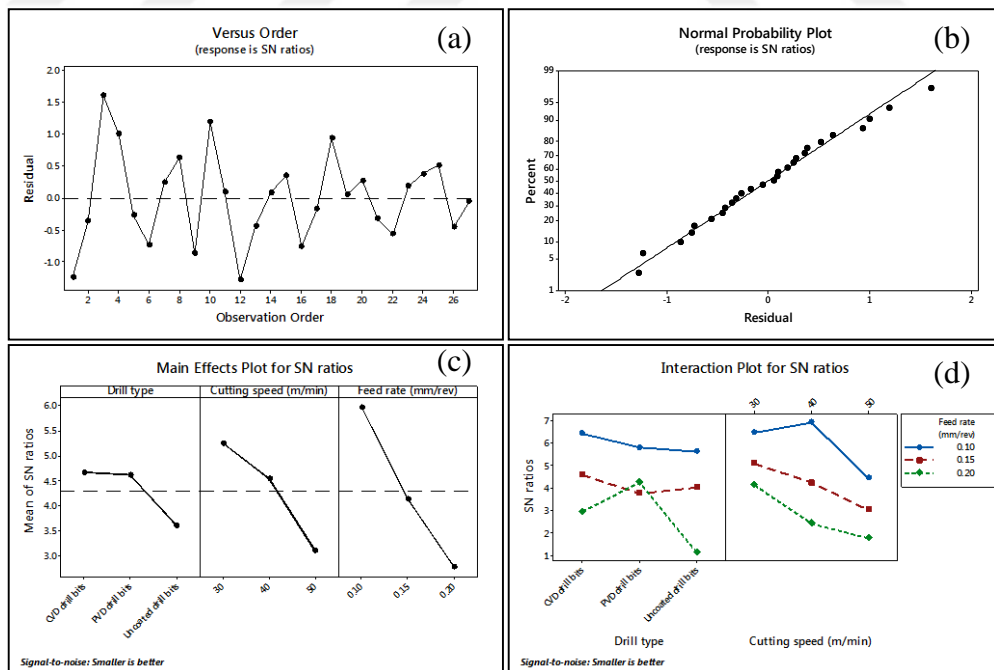 Versus Order
(response is SN ratios)
(a)
2.0
1.5
1.0
0.5
0.0
-0.5
-1.0
Residual
2 4 6 8 10 12 14 16 18 20 22 24 26
Observation Order
Normal Probability Plot
(response is SN ratios)
(b)
99
95
90
80
70
60
50
40
30
20
10
5
1
Percent
-2 -1 0 1 2
Residual
Main Effects Plot for SN ratios
(c)
Drill type Cutting speed (m/min) Feed rate (mm/rev)
6.0
5.5
5.0
4.5
4.0
3.5
3.0
Mean of SN ratios
CVD drill bits PVD drill bits Uncoated drill bits 30 40 50 0.10 0.15 0.20
Signal-to-noise: Smaller is better
Interaction Plot for SN ratios
(d)
30 40 50
7
6
5
4
3
2
1
SN ratios
Feed rate
(mm/rev)
0.10
0.15
0.20
CVD drill bits PVD drill bits Uncoated drill bits
Drill type Cutting speed (m/min)
Signal-to-noise: Smaller is better